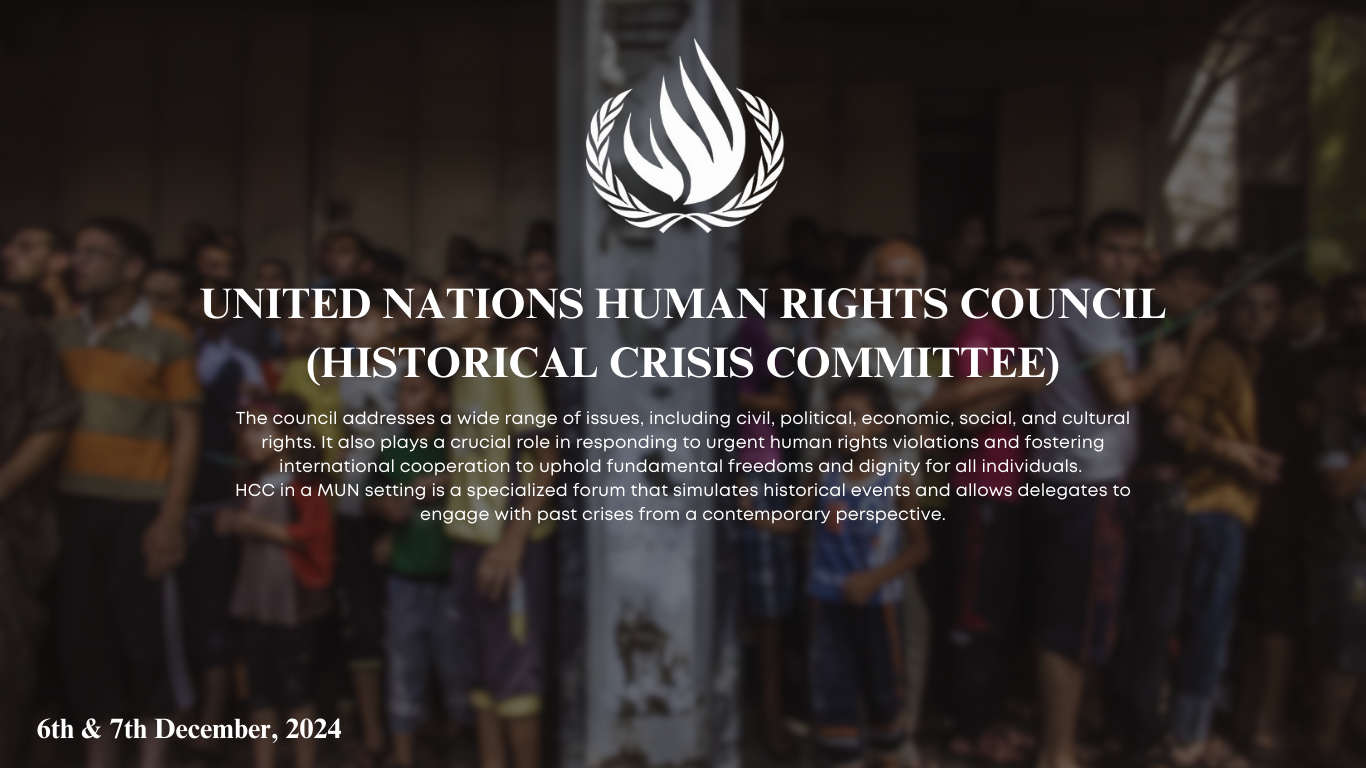 UNITED NATIONS HUMAN RIGHTS COUNCIL
(HISTORICAL CRISIS COMMITTEE)
The council addresses a wide range of issues, including civil, political, economic, social, and cultural
rights. It also plays a crucial role in responding to urgent human rights violations and fostering
international cooperation to uphold fundamental freedoms and dignity for all individuals.
HCC in a MUN setting is a specialized forum that simulates historical events and allows delegates to
engage with past crises from a contemporary perspective.
6th & 7th December, 2024